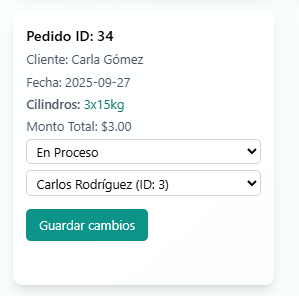 Pedido ID: 34
Cliente: Carla Gómez
Fecha: 2025-09-27
Cilindros: 3x15kg
Monto Total: $3.00
En Proceso
Carlos Rodríguez (ID: 3)
Guardar cambios